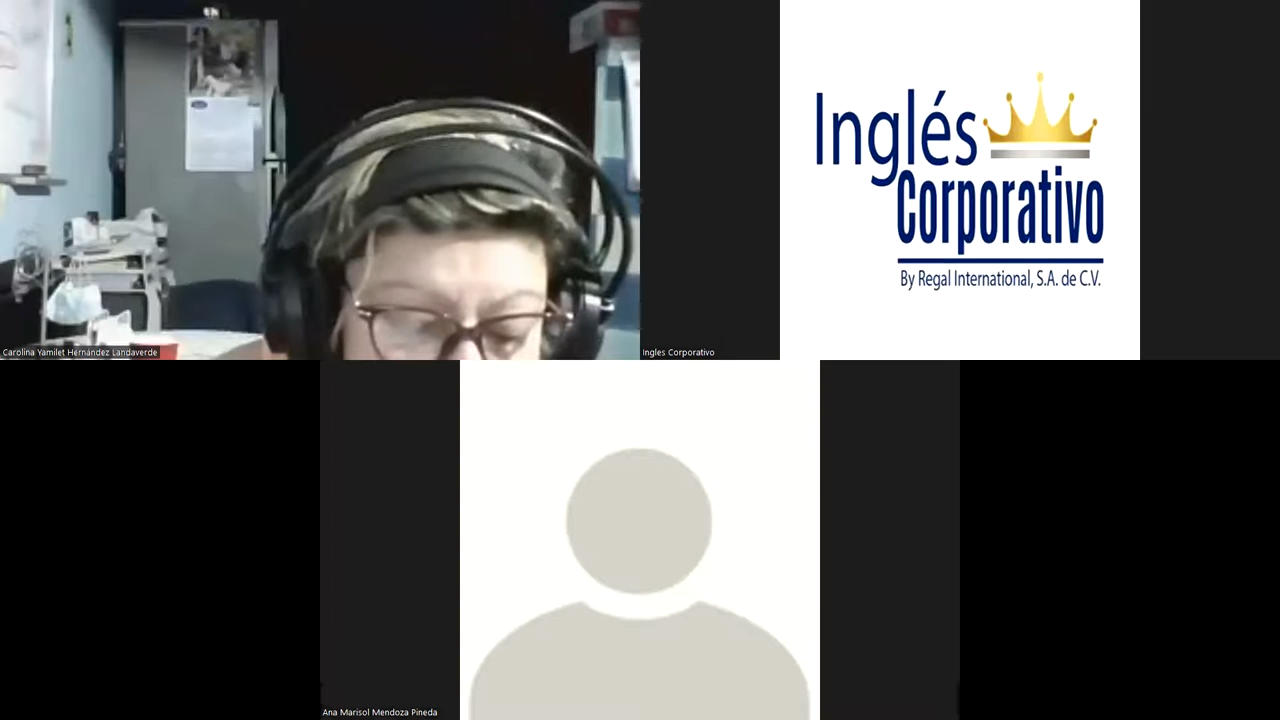 Inglés
Corporativo
By Regal International, S.A. de C.V.
Carolina Yamilet Hernández Landaverde
Ingles Corporativo
Ana Marisol Mendoza Pineda